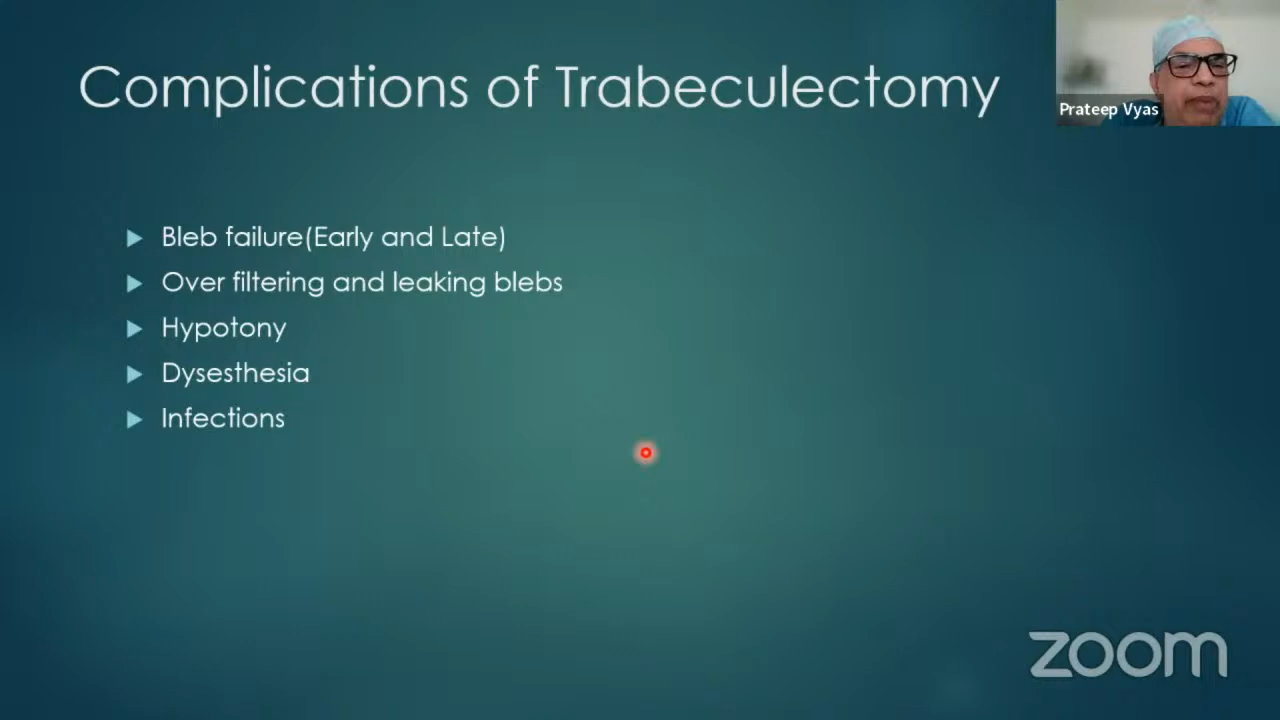 Complications of Trabeculectomy
Prateep Vyas
Bleb failure(Early and Late)
Over filtering and leaking blebs
Hypotony
Dysesthesia
Infections
zoom